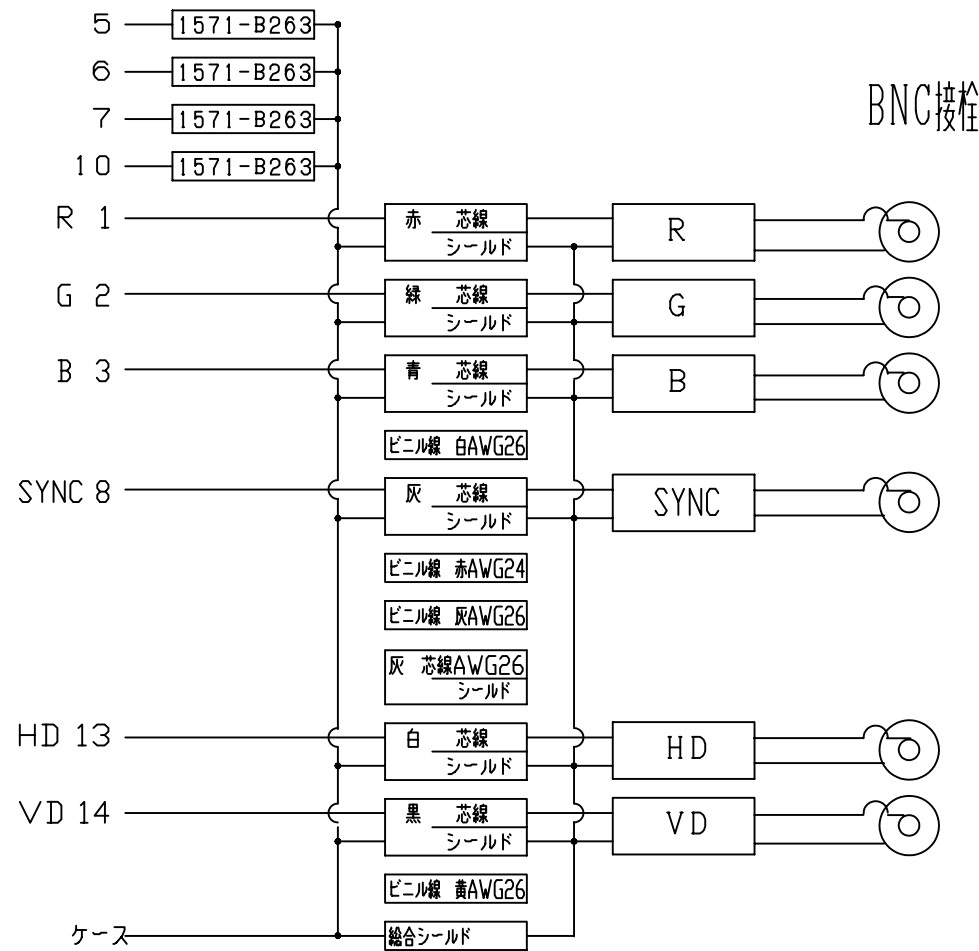 5 1571-B263
6 1571-B263
BNC接栓
7 1571-B263
10 1571-B263
R 1 赤 芯線 R
シールド
G 2 緑 芯線 G
シールド
B 3 青 芯線 B
シールド
ビニル線 白AWG26
SYNC 8 灰 芯線 SYNC
シールド
ビニル線 赤AWG24
ビニル線 灰AWG26
灰 芯線AWG26
シールド
HD 13 白 芯線 HD
シールド
VD 14 黒 芯線 VD
シールド
ビニル線 黄AWG26
ケース 総合シールド